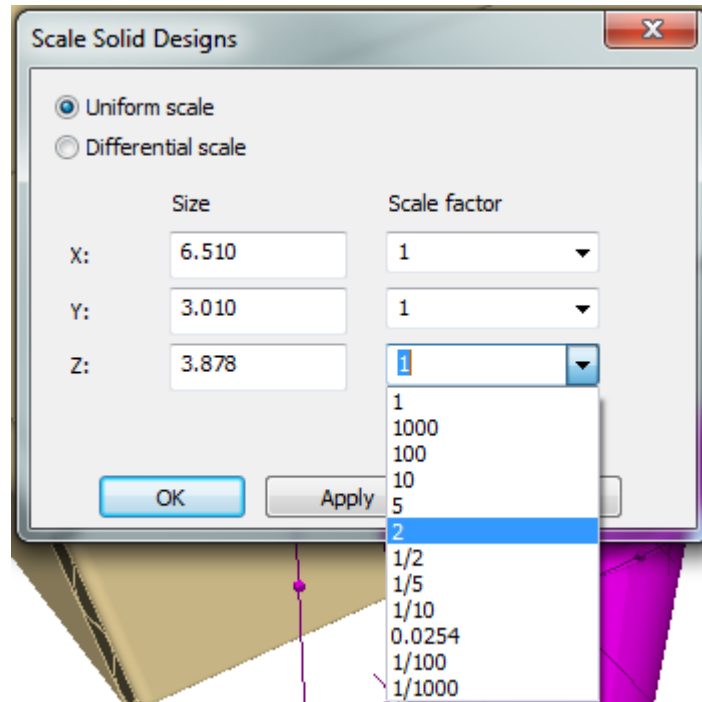 Scale Solid Designs
Uniform scale
Differential scale
Size Scale factor
X: 6.510 1
Y: 3.010 1
Z: 3.878 1
1
1000
100
10
5
2
1/2
1/5
1/10
0.0254
1/100
1/1000
OK Apply